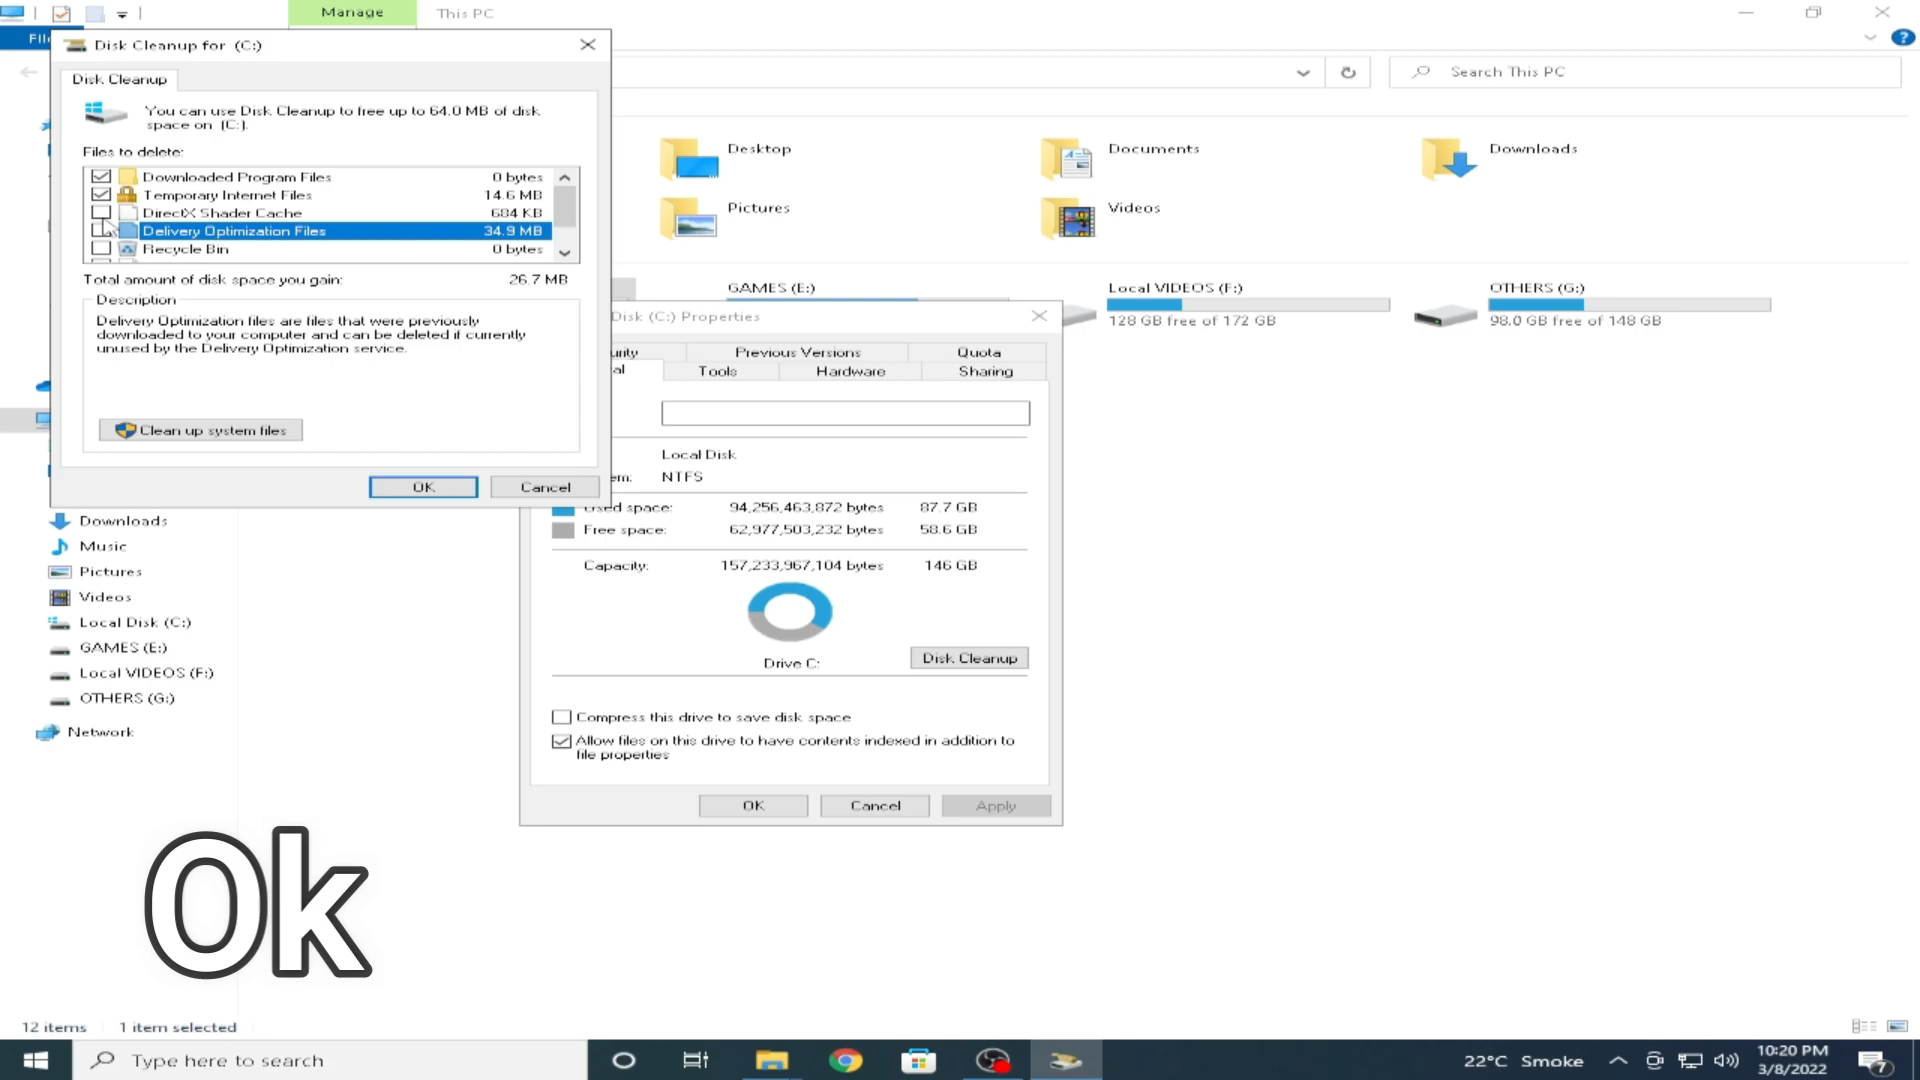 Manage
This PC
Disk Cleanup for (C:)
Disk Cleanup
You can use Disk Cleanup to free up to 64.0 MB of disk
space on (C:).
Files to delete:
Downloaded Program Files 0 bytes
Temporary Internet Files 14.6 MB
DirectX Shader Cache 684 KB
Delivery Optimization Files 34.9 MB
Recycle Bin 0 bytes
Total amount of disk space you gain: 26.7 MB
Description
Delivery Optimization files are files that were previously
downloaded to your computer and can be deleted if currently
unused by the Delivery Optimization service.
Clean up system files
OK Cancel
Search This PC
Desktop
Documents
Downloads
Pictures
Videos
GAMES (E:)
Local VIDEOS (F:)
128 GB free of 172 GB
OTHERS (G:)
98.0 GB free of 148 GB
Disk (C:) Properties
Previous Versions Quota
Tools Hardware Sharing
Local Disk
NTFS
Used space: 94,256,463,872 bytes 87.7 GB
Free space: 62,977,503,232 bytes 58.6 GB
Capacity: 157,233,967,104 bytes 146 GB
Drive C:
Disk Cleanup
Compress this drive to save disk space
Allow files on this drive to have contents indexed in addition to
file properties
OK Cancel Apply
Downloads
Music
Pictures
Videos
Local Disk (C:)
GAMES (E:)
Local VIDEOS (F:)
OTHERS (G:)
Network
Ok
12 items 1 item selected
Type here to search
22°C Smoke
10:20 PM
3/8/2022
7